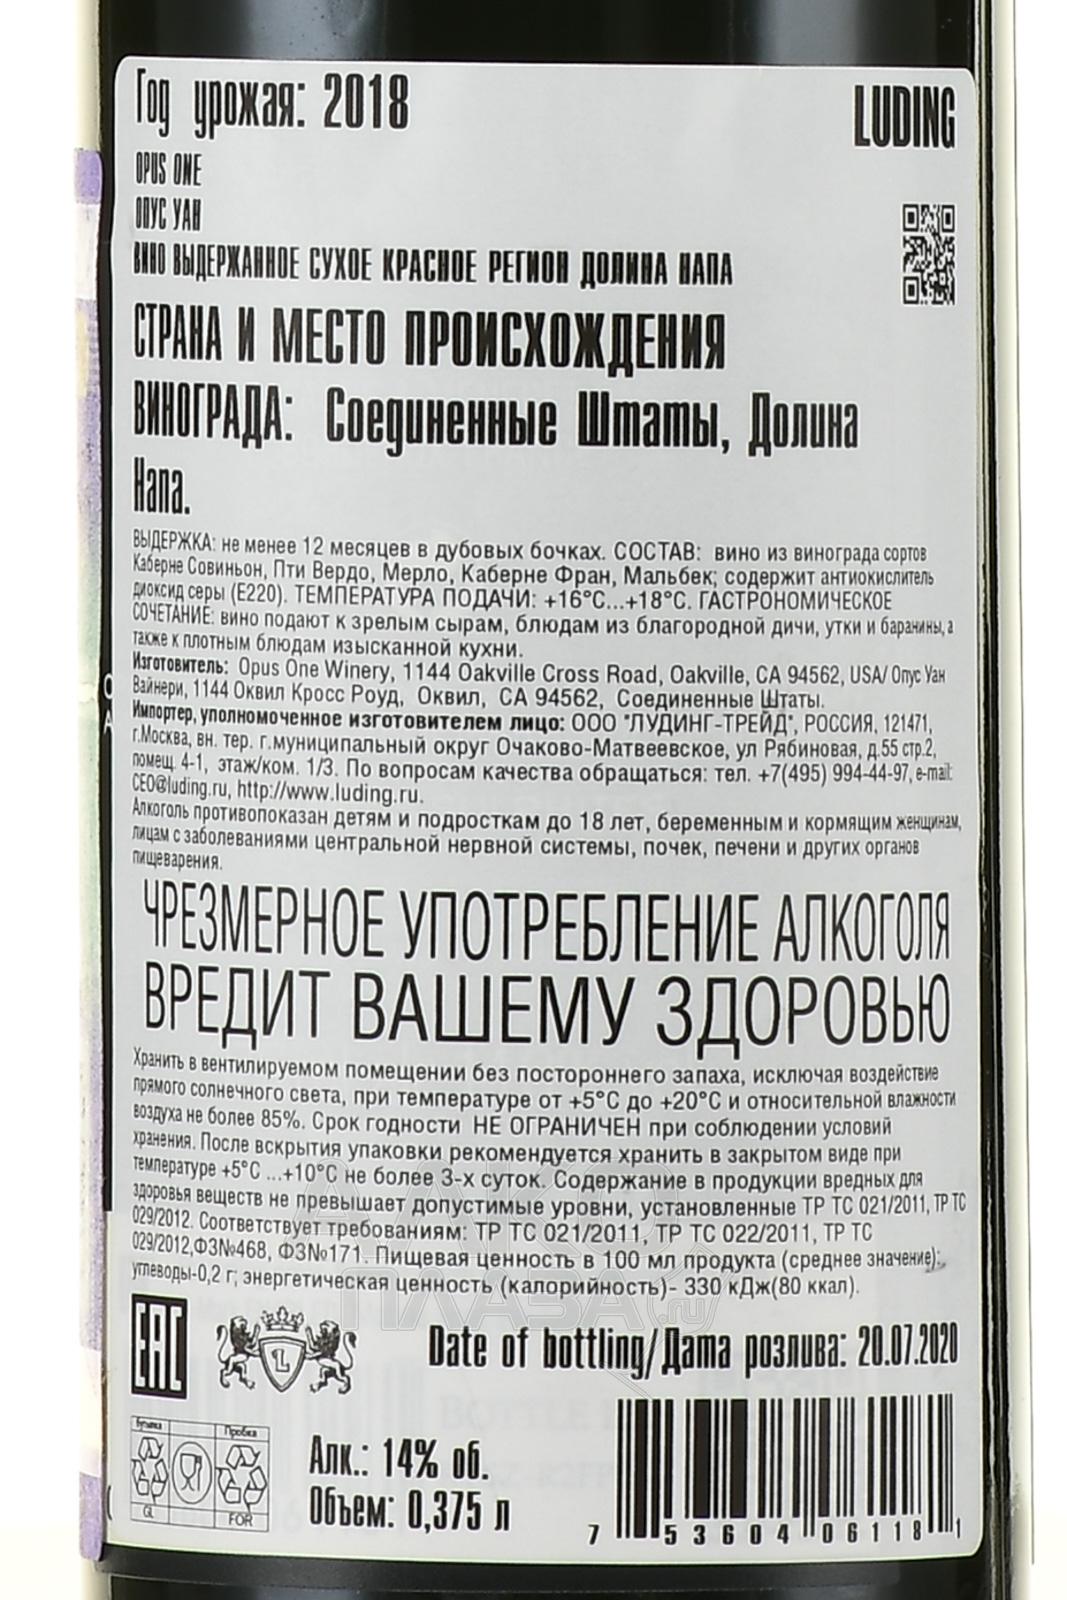 Год урожая: 2018
LUDING
OPUS ONE
ОПУС УАН
ВИНО ВЫДЕРЖАННОЕ СУХОЕ КРАСНОЕ РЕГИОН ДОЛИНА НАПА
СТРАНА И МЕСТО ПРОИСХОЖДЕНИЯ
ВИНОГРАДА: Соединенные Штаты, Долина
Напа.
ВЫДЕРЖКА: не менее 12 месяцев в дубовых бочках. СОСТАВ: вино из винограда сортов
Каберне Совиньон, Пти Вердо, Мерло, Каберне Фран, Мальбек; содержит антиокислитель
диоксид серы (Е220). ТЕМПЕРАТУРА ПОДАЧИ: +16°С...+18°С. ГАСТРОНОМИЧЕСКОЕ
СОЧЕТАНИЕ: вино подают к зрелым сырам, блюдам из благородной дичи, утки и баранины, а
также к плотным блюдам изысканной кухни.
Изготовитель: Opus One Winery, 1144 Oakville Cross Road, Oakville, CA 94562, USA/ Опус Уан
Вайнери, 1144 Оквил Кросс Роуд, Оквил, СА 94562, Соединенные Штаты.
Импортер, уполномоченное изготовителем лицо: ООО "ЛУДИНГ-ТРЕЙД", РОССИЯ, 121471,
г.Москва, вн. тер. г.муниципальный округ Очаково-Матвеевское, ул Рябиновая, д.55 стр.2,
помещ. 4-1, этаж/ком. 1/3. По вопросам качества обращаться: тел. +7(495) 994-44-97, e-mail:
CEO@luding.ru, http://www.luding.ru.
Алкоголь противопоказан детям и подросткам до 18 лет, беременным и кормящим женщинам,
лицам с заболеваниями центральной нервной системы, почек, печени и других органов
пищеварения.
ЧРЕЗМЕРНОЕ УПОТРЕБЛЕНИЕ АЛКОГОЛЯ
ВРЕДИТ ВАШЕМУ ЗДОРОВЬЮ
Хранить в вентилируемом помещении без постороннего запаха, исключая воздействие
прямого солнечного света, при температуре от +5°С до +20°С и относительной влажности
воздуха не более 85%. Срок годности НЕ ОГРАНИЧЕН при соблюдении условий
хранения. После вскрытия упаковки рекомендуется хранить в закрытом виде при
температуре +5°С ...+10°С не более 3-х суток. Содержание в продукции вредных для
здоровья веществ не превышает допустимые уровни, установленные ТР ТС 021/2011, ТР ТС
029/2012. Соответствует требованиям: ТР ТС 021/2011, ТР ТС 022/2011, ТР ТС
029/2012,ФЗ№468, ФЗ№171. Пищевая ценность в 100 мл продукта (среднее значение):
углеводы-0,2 г; энергетическая ценность (калорийность)- 330 кДж(80 ккал).
АЛКО
ПЛАЗА.ru
EAC
L
Date of bottling/Дата розлива: 20.07.2020
Бутылка
Пробка
GL
FOR
Алк.: 14% об.
Объем: 0,375 л
7 53604 06118 1